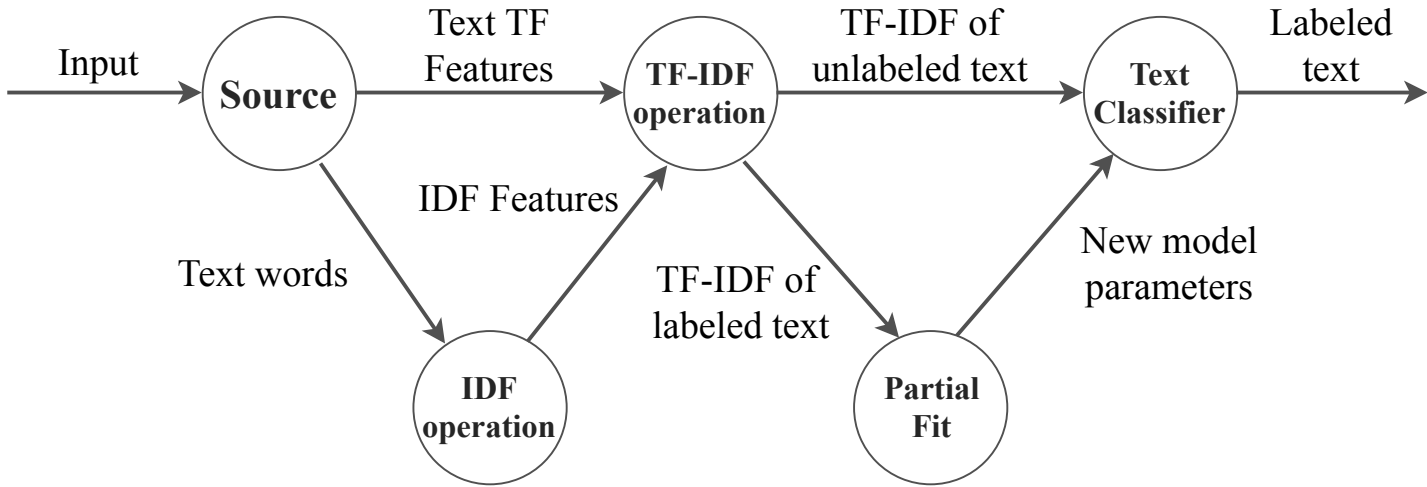 Input
Source
Text TF
Features
TF-IDF
operation
TF-IDF of
unlabeled text
Text
Classifier
Labeled
text
Text words
IDF Features
IDF
operation
TF-IDF of
labeled text
Partial
Fit
New model
parameters